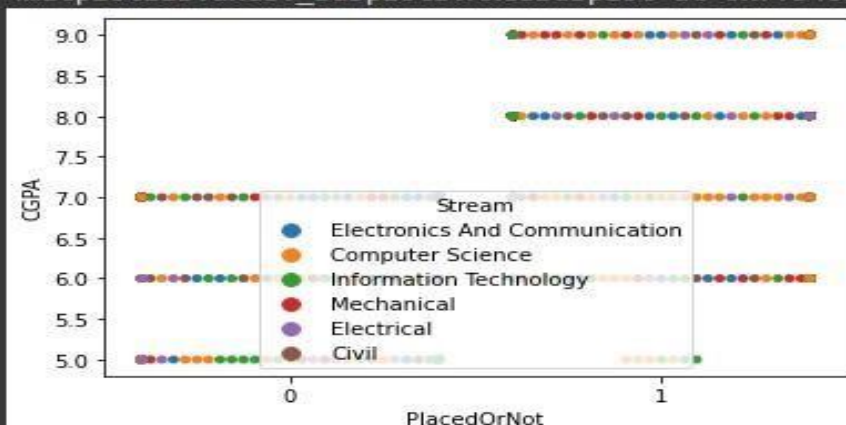 9.0
8.5
8.0
CGPA
7.5
7.0
6.5
6.0
5.5
5.0
Stream
Electronics And Communication
Computer Science
Information Technology
Mechanical
Electrical
Civil
0 1
PlacedOrNot